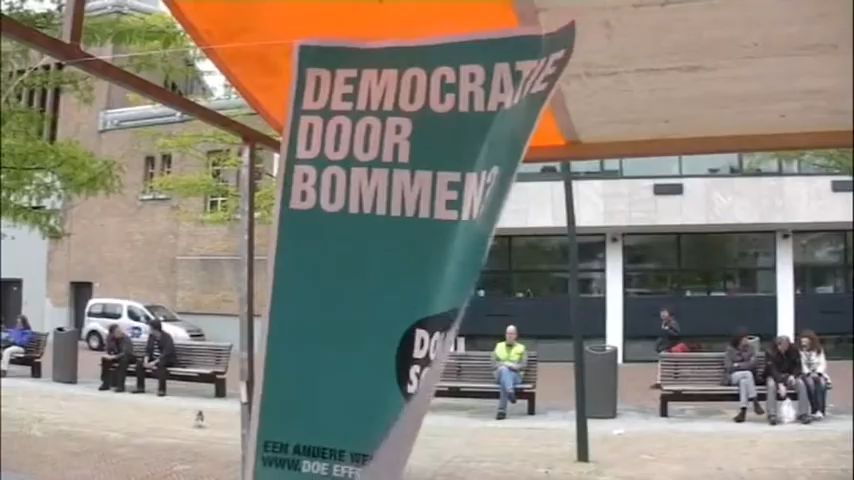 DEMOCRATIE
DOOR
BOMMEN?
EEN ANDERE
WWW.DOE EFF